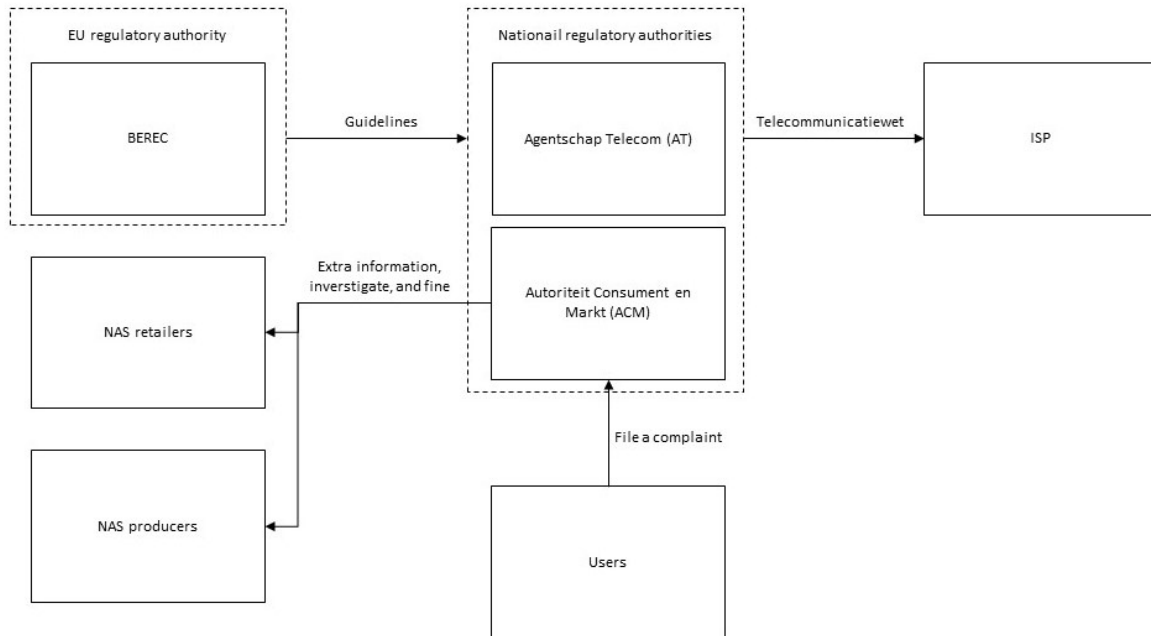 EU regulatory authority
BEREC
Guidelines
Nationail regulatory authorities
Agentschap Telecom (AT)
Telecommunicatiewet
ISP
Autoriteit Consument en
Markt (ACM)
Extra information,
inverstigate, and fine
NAS retailers
NAS producers
File a complaint
Users